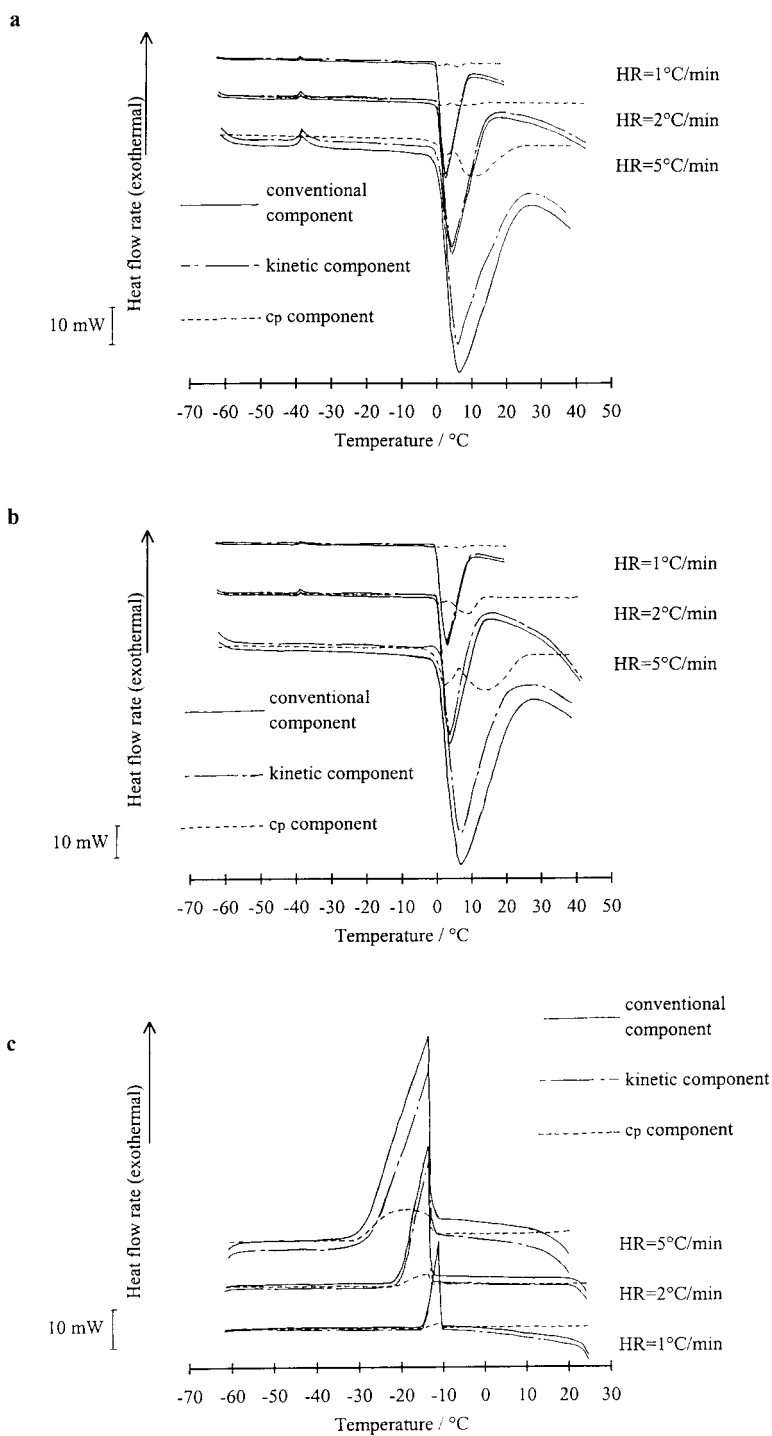 a
Heat flow rate (exothermal)
HR=1°C/min
HR=2°C/min
HR=5°C/min
conventional
component
kinetic component
cp component
10 mW
-70 -60 -50 -40 -30 -20 -10 0 10 20 30 40 50
Temperature / °C
b
Heat flow rate (exothermal)
HR=1°C/min
HR=2°C/min
HR=5°C/min
conventional
component
kinetic component
cp component
10 mW
-70 -60 -50 -40 -30 -20 -10 0 10 20 30 40 50
Temperature / °C
c
Heat flow rate (exothermal)
conventional
component
kinetic component
cp component
HR=5°C/min
HR=2°C/min
HR=1°C/min
10 mW
-70 -60 -50 -40 -30 -20 -10 0 10 20 30
Temperature / °C